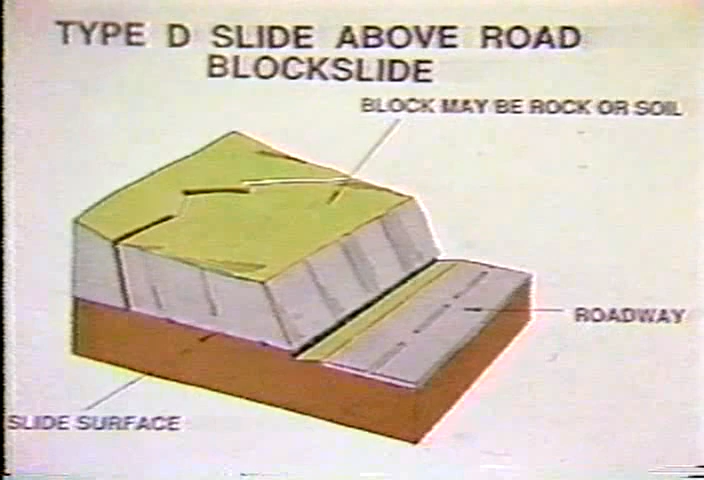 TYPE D SLIDE ABOVE ROAD
BLOCKSLIDE
BLOCK MAY BE ROCK OR SOIL
ROADWAY
SLIDE SURFACE